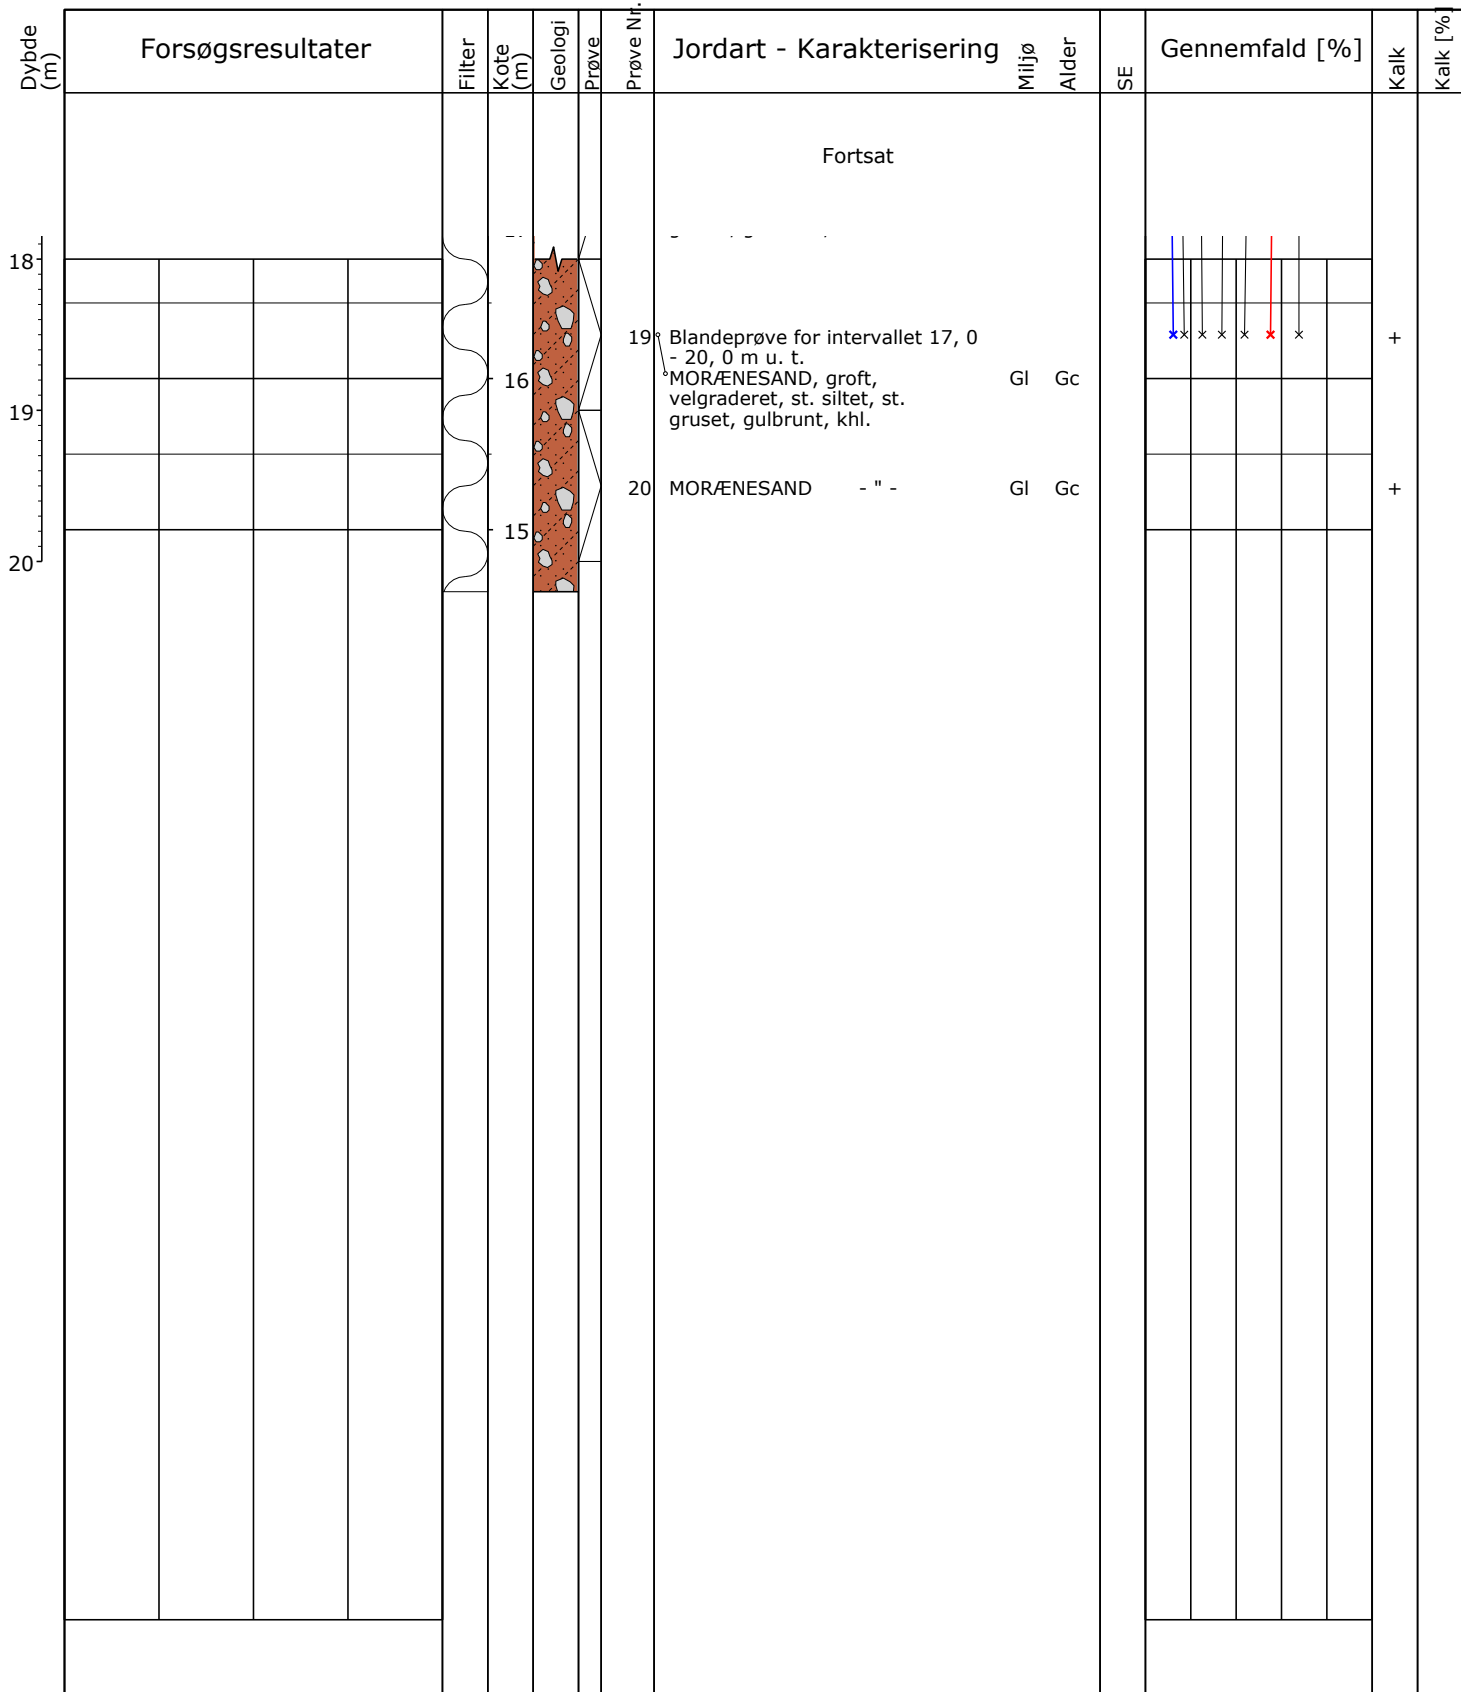 Dybde
(m)
Forsøgsresultater
Filter
Kote
(m)
Geologi
Prøve
Prøve Nr.
Jordart - Karakterisering
Miljø
Alder
SE
Gennemfald [%]
Kalk
Kalk [%]
Fortsat
18
19 Blandeprøve for intervallet 17, 0 +
- 20, 0 m u. t.
16 MORÆNESAND, groft, Gl Gc
velgraderet, st. siltet, st.
19
gruset, gulbrunt, khl.
20 MORÆNESAND - " - Gl Gc +
15
20